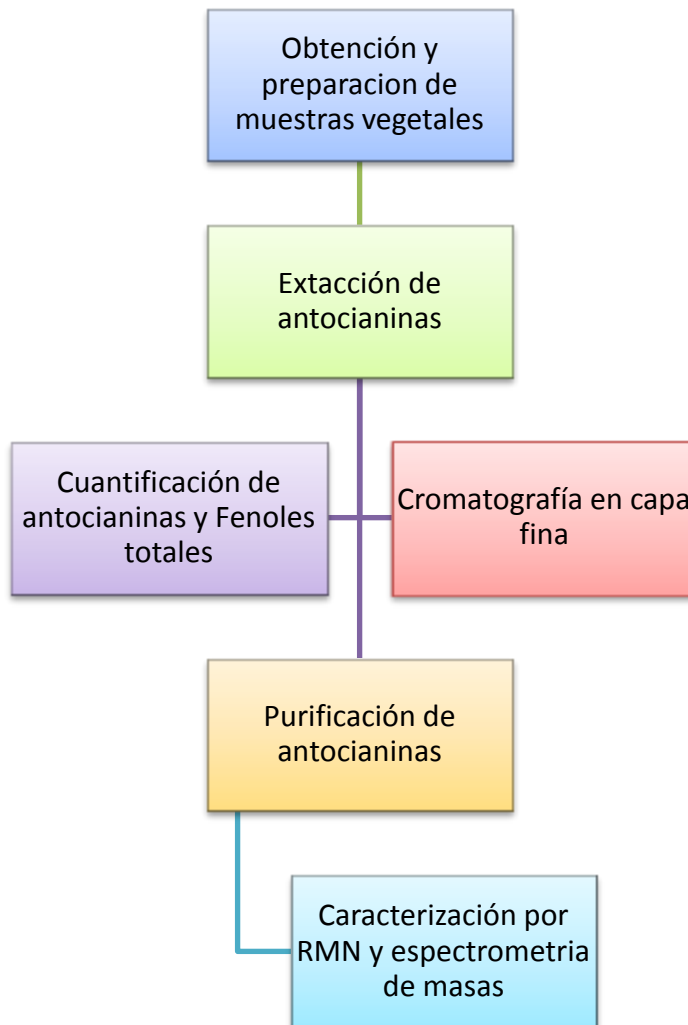 Obtención y
preparacion de
muestras vegetales
Extacción de
antocianinas
Cuantificación de
antocianinas y Fenoles
totales
Cromatografía en capa
fina
Purificación de
antocianinas
Caracterización por
RMN y espectrometria
de masas